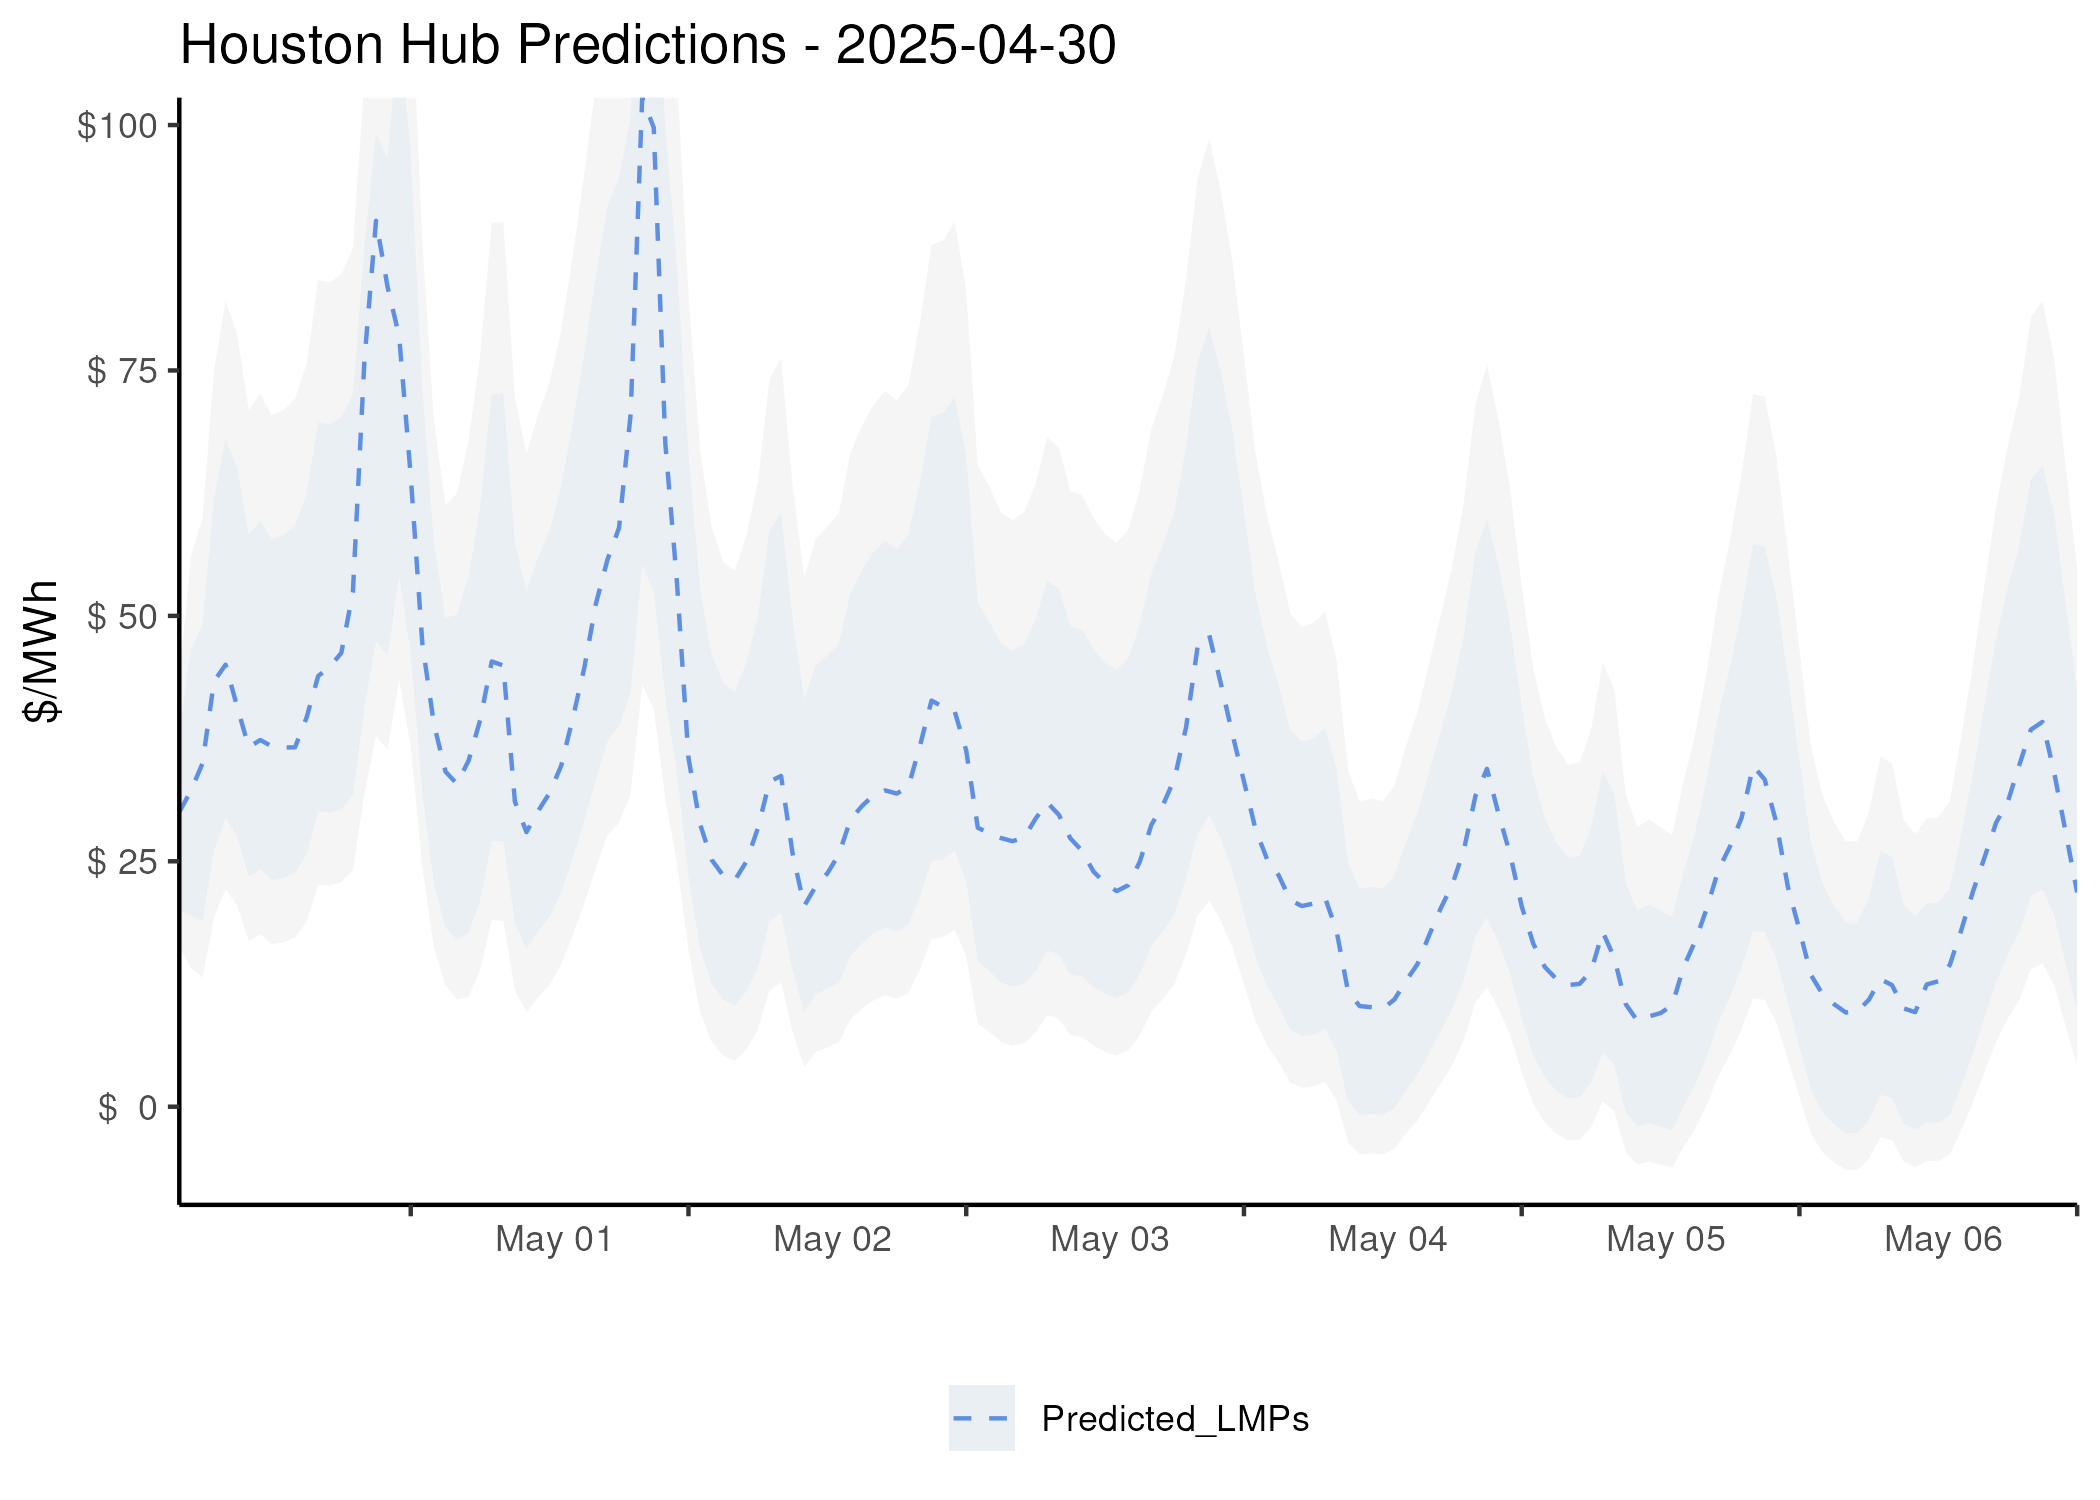 Houston Hub Predictions - 2025-04-30
$100
$ 75
$ 50
$ 25
$  0
$/MWh
May 01 May 02 May 03 May 04 May 05 May 06
Predicted_LMPs